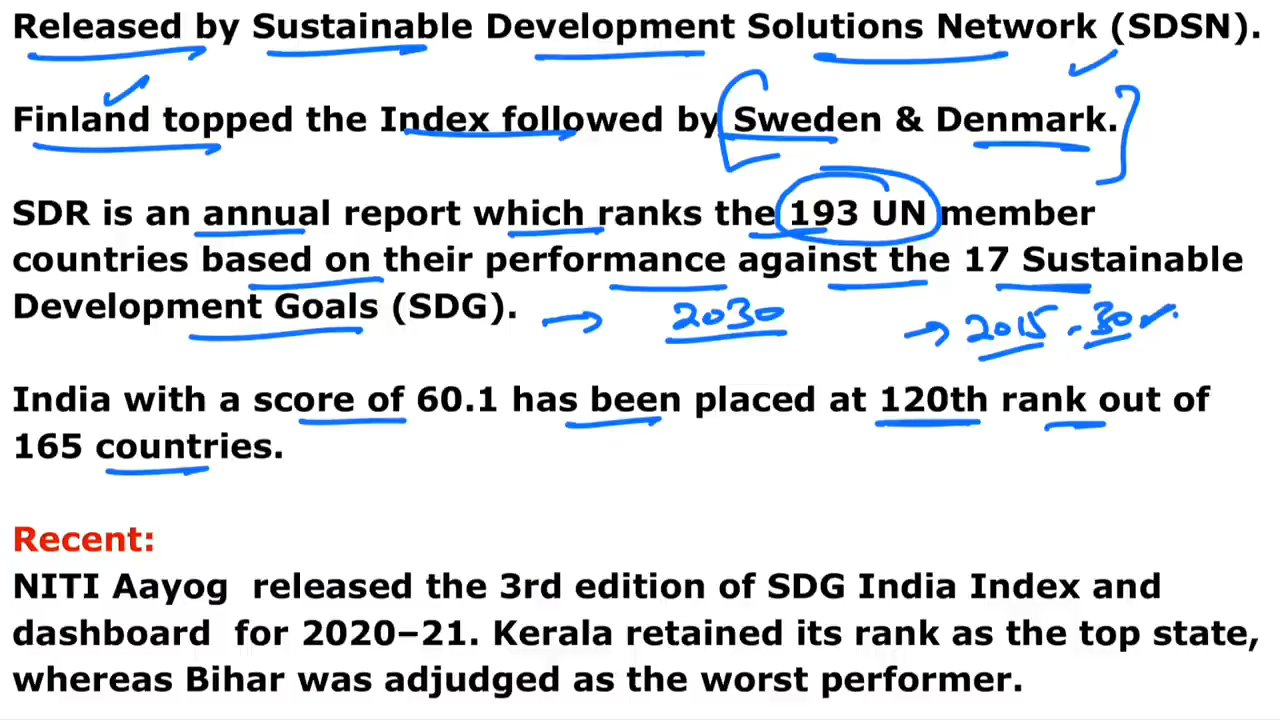 Released by Sustainable Development Solutions Network (SDSN).
Finland topped the Index followed by Sweden & Denmark.
SDR is an annual report which ranks the 193 UN member
countries based on their performance against the 17 Sustainable
Development Goals (SDG). → 2030 → 2015-30
India with a score of 60.1 has been placed at 120th rank out of
165 countries.
Recent:
NITI Aayog released the 3rd edition of SDG India Index and
dashboard for 2020–21. Kerala retained its rank as the top state,
whereas Bihar was adjudged as the worst performer.